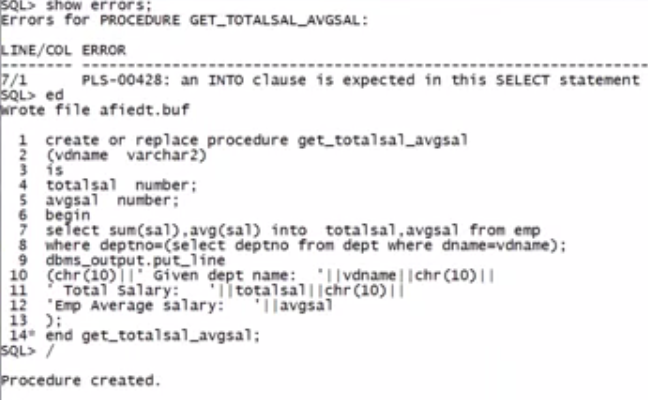 SQL> show errors;
Errors for PROCEDURE GET_TOTALSAL_AVGSAL:
LINE/COL ERROR
-------- -----------------------------------------------------------------
7/1      PLS-00428: an INTO clause is expected in this SELECT statement
SQL> ed
Wrote file afiedt.buf
  1  create or replace procedure get_totalsal_avgsal
  2  (vdname  varchar2)
  3  is
  4  totalsal  number;
  5  avgsal  number;
  6  begin
  7  select sum(sal),avg(sal) into  totalsal,avgsal from emp
  8  where deptno=(select deptno from dept where dname=vdname);
  9  dbms_output.put_line
 10  (chr(10)||' Given dept name:  '||vdname||chr(10)||
 11  ' Total Salary:   '||totalsal||chr(10)||
 12  'Emp Average salary:   '||avgsal
 13  );
 14* end get_totalsal_avgsal;
SQL> /
Procedure created.